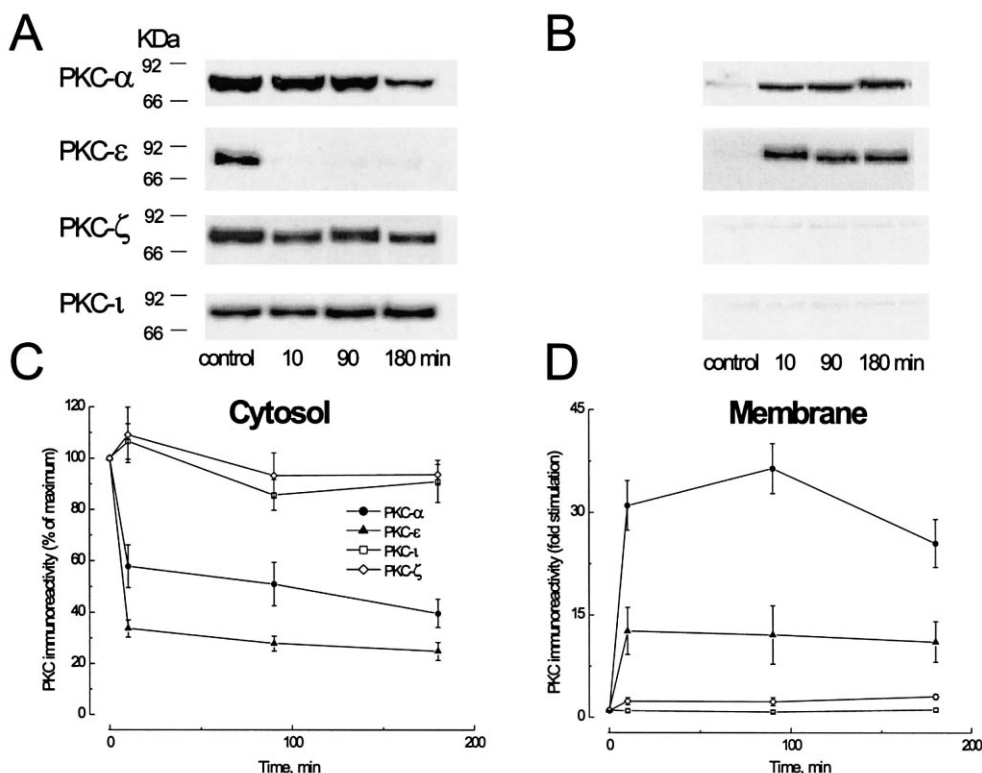 A
KDa
B
PKC-α
92
66
PKC-ε
92
66
PKC-ζ
92
66
PKC-ι
92
66
control 10 90 180 min
control 10 90 180 min
C
Cytosol
PKC immunoreactivity (% of maximum)
120
100
80
60
40
20
0
PKC-α
PKC-ε
PKC-ι
PKC-ζ
0 100 200
Time, min
D
Membrane
PKC immunoreactivity (fold stimulation)
45
30
15
0
0 100 200
Time, min